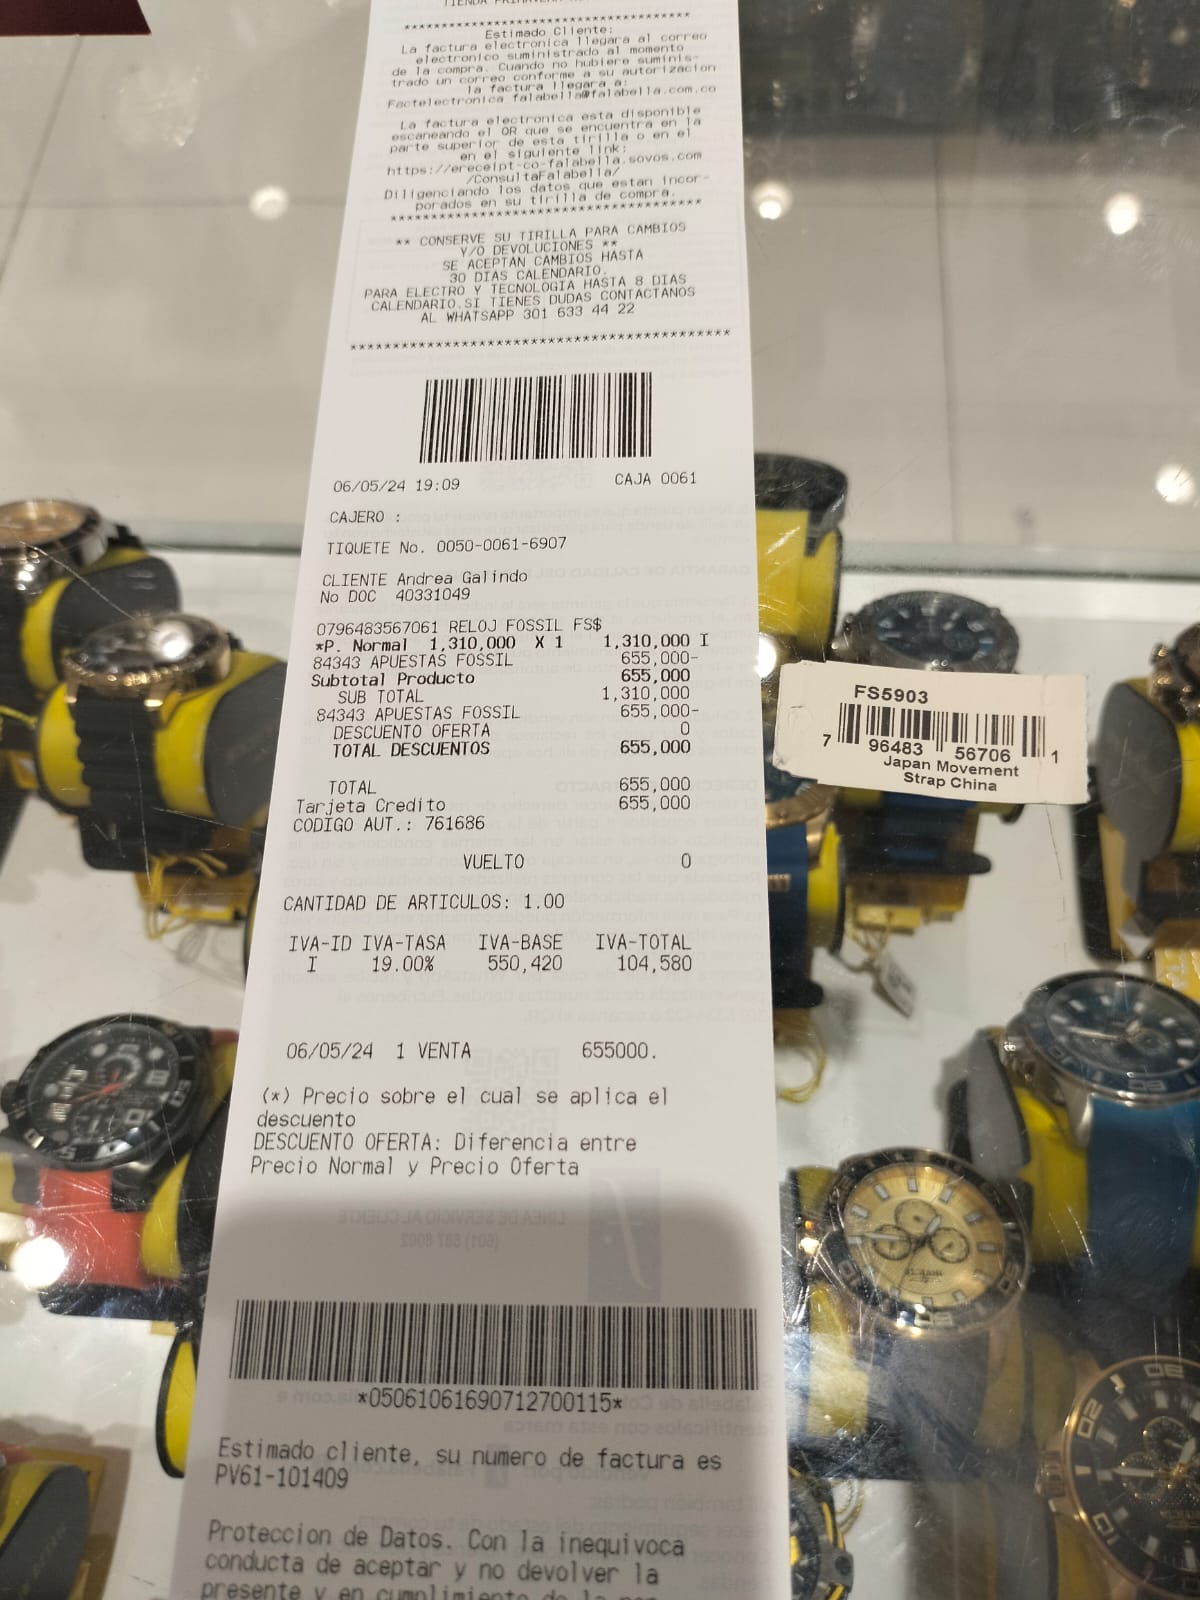 TIENDA PRIMAVERA
****************************************
Estimado Cliente:
La factura electronica llegara al correo
electronico suministrado al momento
de la compra. Cuando no hubiere suminis-
trado un correo conforme a su autorizacion
la factura llegara a:
Factelectronica_falabella@falabella.com.co
La factura electronica esta disponible
escaneando el QR que se encuentra en la
parte superior de esta tirilla o en el
en el siguiente link:
https://ereceipt-co-falabella.sovos.com
/ConsultaFalabella/
Diligenciando los datos que estan incor-
porados en su tirilla de compra.
****************************************
** CONSERVE SU TIRILLA PARA CAMBIOS
Y/O DEVOLUCIONES **
SE ACEPTAN CAMBIOS HASTA
30 DIAS CALENDARIO.
PARA ELECTRO Y TECNOLOGIA HASTA 8 DIAS
CALENDARIO.SI TIENES DUDAS CONTACTANOS
AL WHATSAPP 301 633 44 22
****************************************
06/05/24 19:09 CAJA 0061
CAJERO :
TIQUETE No. 0050-0061-6907
CLIENTE Andrea Galindo
No DOC 40331049
0796483567061 RELOJ FOSSIL FS$
*P. Normal 1,310,000 X 1 1,310,000 I
84343 APUESTAS FOSSIL 655,000-
Subtotal Producto 655,000
SUB TOTAL 1,310,000
84343 APUESTAS FOSSIL 655,000-
DESCUENTO OFERTA 0
TOTAL DESCUENTOS 655,000
TOTAL 655,000
Tarjeta Credito 655,000
CODIGO AUT.: 761686
VUELTO 0
CANTIDAD DE ARTICULOS: 1.00
IVA-ID IVA-TASA IVA-BASE IVA-TOTAL
I 19.00% 550,420 104,580
06/05/24 1 VENTA 655000.
(*) Precio sobre el cual se aplica el
descuento
DESCUENTO OFERTA: Diferencia entre
Precio Normal y Precio Oferta
*05061061690712700115*
Estimado cliente, su numero de factura es
PV61-101409
Proteccion de Datos. Con la inequivoca
conducta de aceptar y no devolver la
presente y en cumplimiento de la
FS5903
7 96483 56706 1
Japan Movement
Strap China